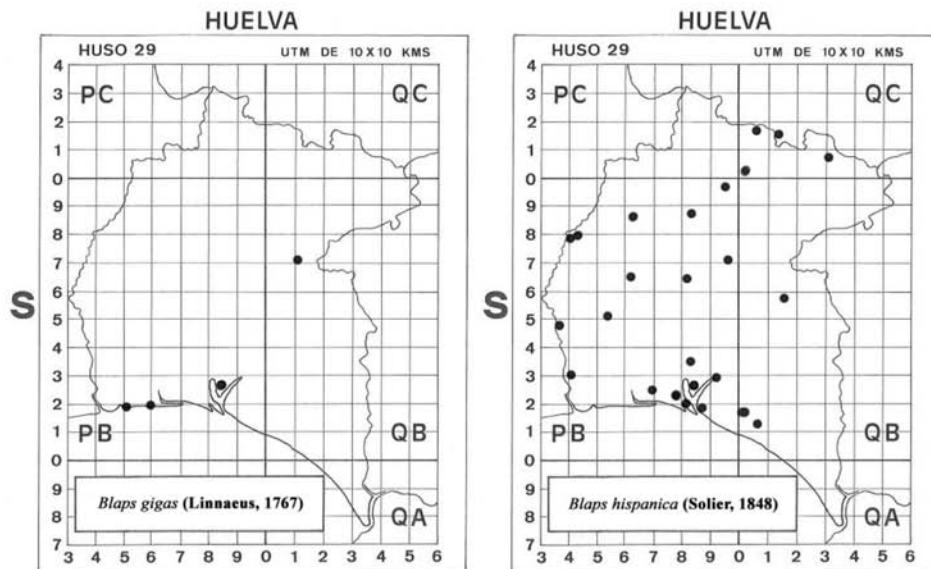 HUELVA
HUSO 29 UTM DE 10 X 10 KMS
4
3
2
1
0
9
8
7
6
5
4
3
2
1
0
9
8
7
PC QC
S
PB QB
QA
Blaps gigas (Linnaeus, 1767)
3 4 5 6 7 8 9 0 1 2 3 4 5 6
HUELVA
HUSO 29 UTM DE 10 X 10 KMS
4
3
2
1
0
9
8
7
6
5
4
3
2
1
0
9
8
7
PC QC
S
PB QB
QA
Blaps hispanica (Solier, 1848)
3 4 5 6 7 8 9 0 1 2 3 4 5 6